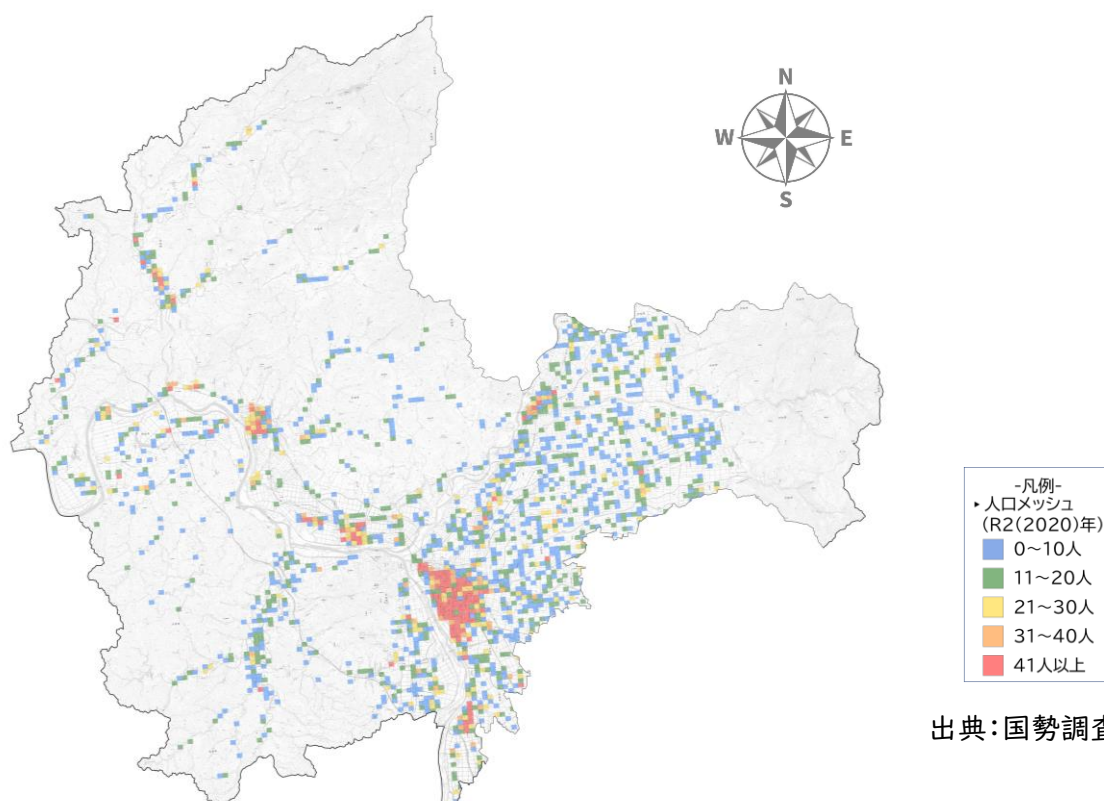 N
W
E
S
-凡例-
▸人口メッシュ
(R2(2020)年)
0~10人
11~20人
21~30人
31~40人
41人以上
出典:国勢調査